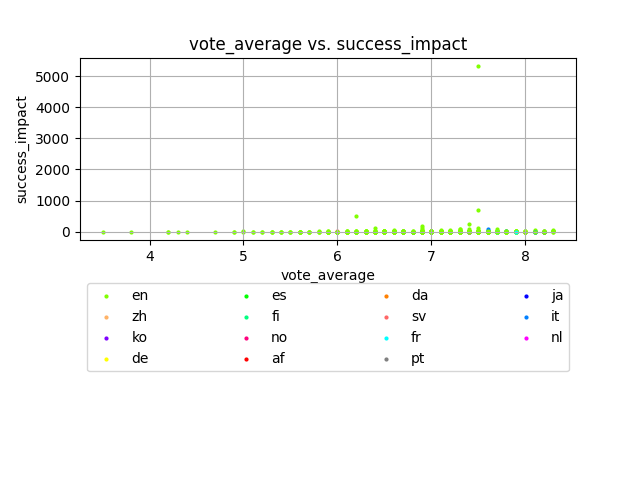 vote_average vs. success_impact
success_impact
5000
4000
3000
2000
1000
0
4 5 6 7 8
vote_average
en es da ja
zh fi sv it
ko no fr nl
de af pt